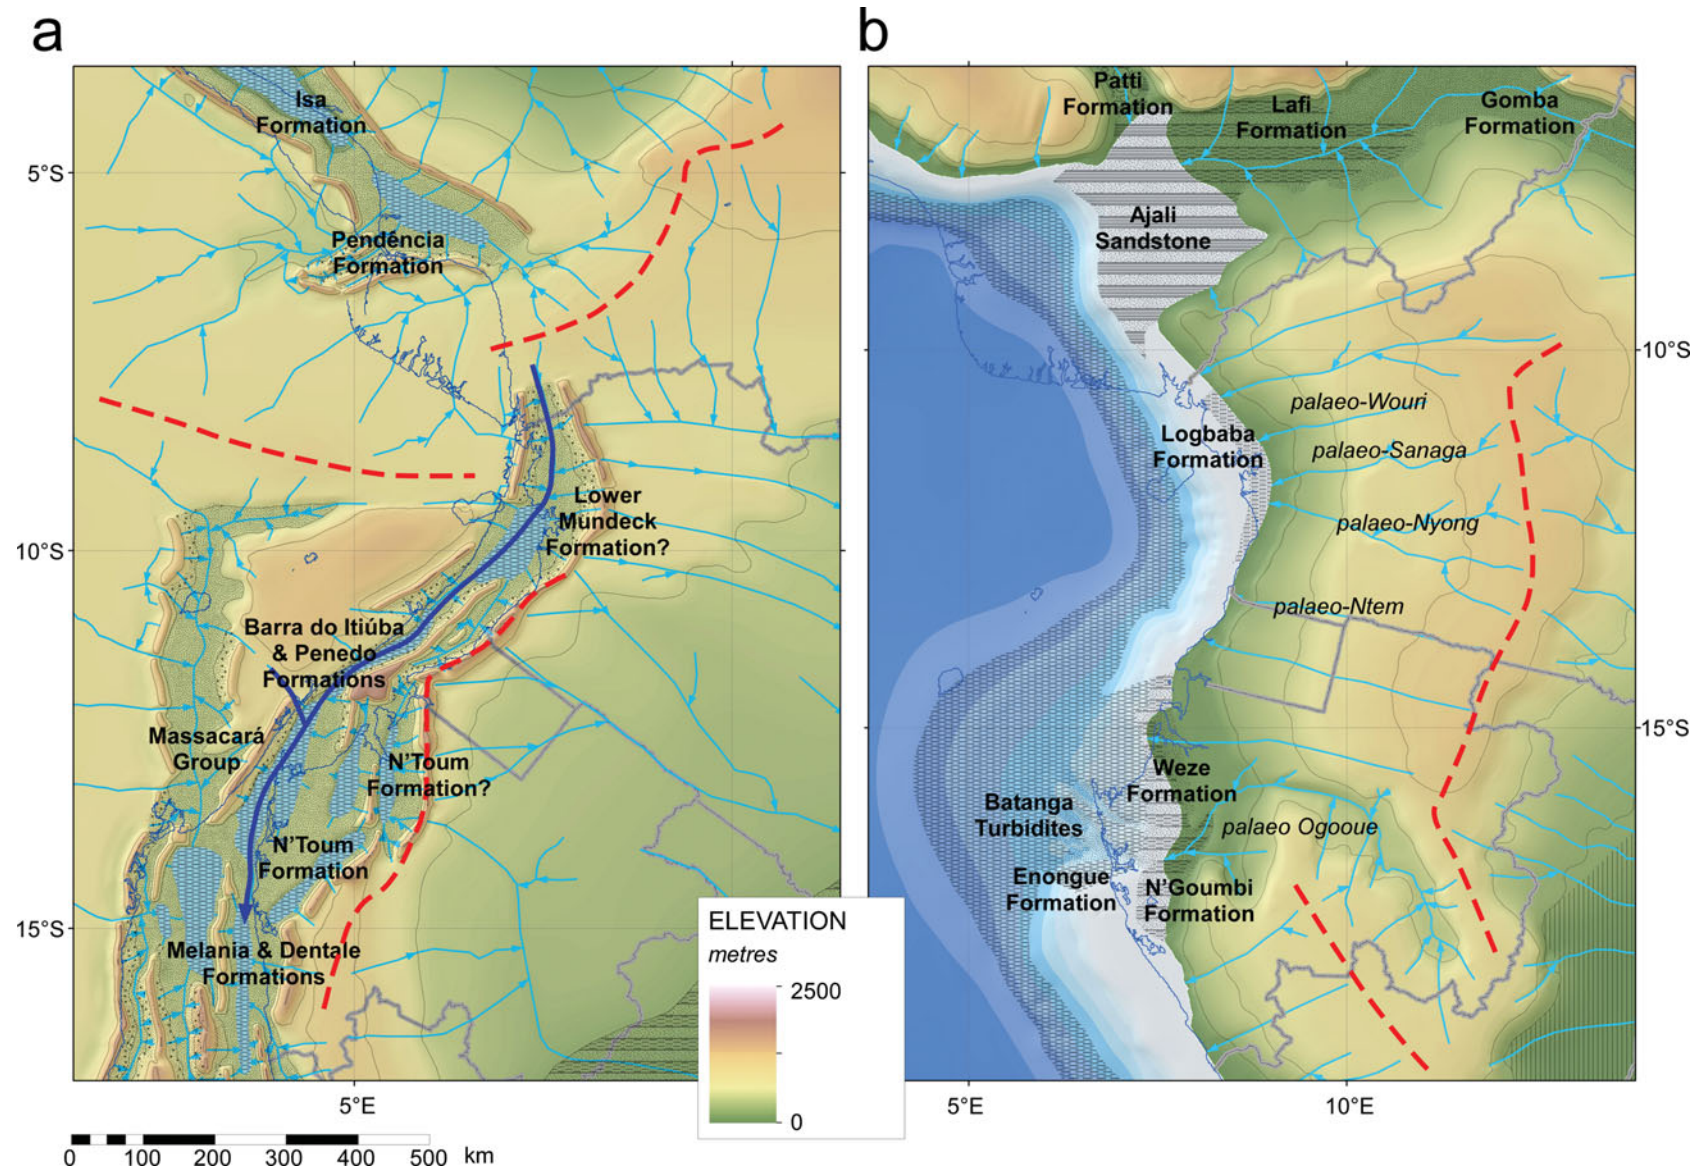 a
Isa
Formation
5°S
Pendência
Formation
Lower
Mundeck
Formation?
10°S
Barra do Itiúba
& Penedo
Formations
Massacará
Group
N'Toum
Formation?
N'Toum
Formation
15°S
Melania & Dentale
Formations
5°E
0 100 200 300 400 500 km
ELEVATION
metres
2500
0
b
Patti
Formation
Lafi
Formation
Gomba
Formation
Ajali
Sandstone
10°S
palaeo-Wouri
Logbaba
Formation
palaeo-Sanaga
palaeo-Nyong
palaeo-Ntem
15°S
Weze
Formation
Batanga
Turbidites
palaeo Ogooue
Enongue
Formation
N'Goumbi
Formation
5°E
10°E